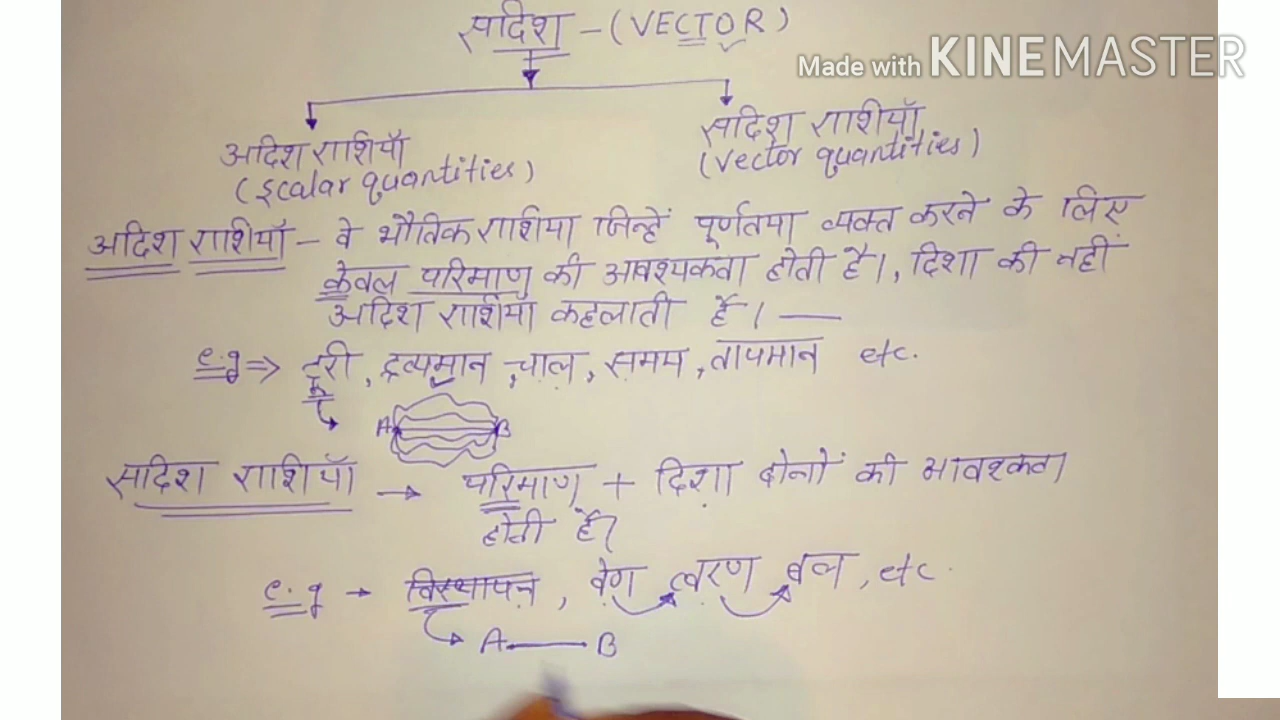 सदिश - (VECTOR)
Made with KINEMASTER
अदिश राशियाँ
(scalar quantities)
सदिश राशियाँ
(vector quantities)
अदिश राशियाँ - वे भौतिक राशियां जिन्हें पूर्णतया व्यक्त करने के लिए
केवल परिमाण की आवश्यकता होती है।, दिशा की नहीं
अदिश राशियाँ कहलाती हैं। —
e.g ⇒ दूरी, द्रव्यमान, चाल, समय, तापमान etc.
A B
सदिश राशियाँ → परिमाण + दिशा दोनों की आवश्कता
होती है।
e.g → विस्थापन, वेग त्वरण बल, etc.
A — B